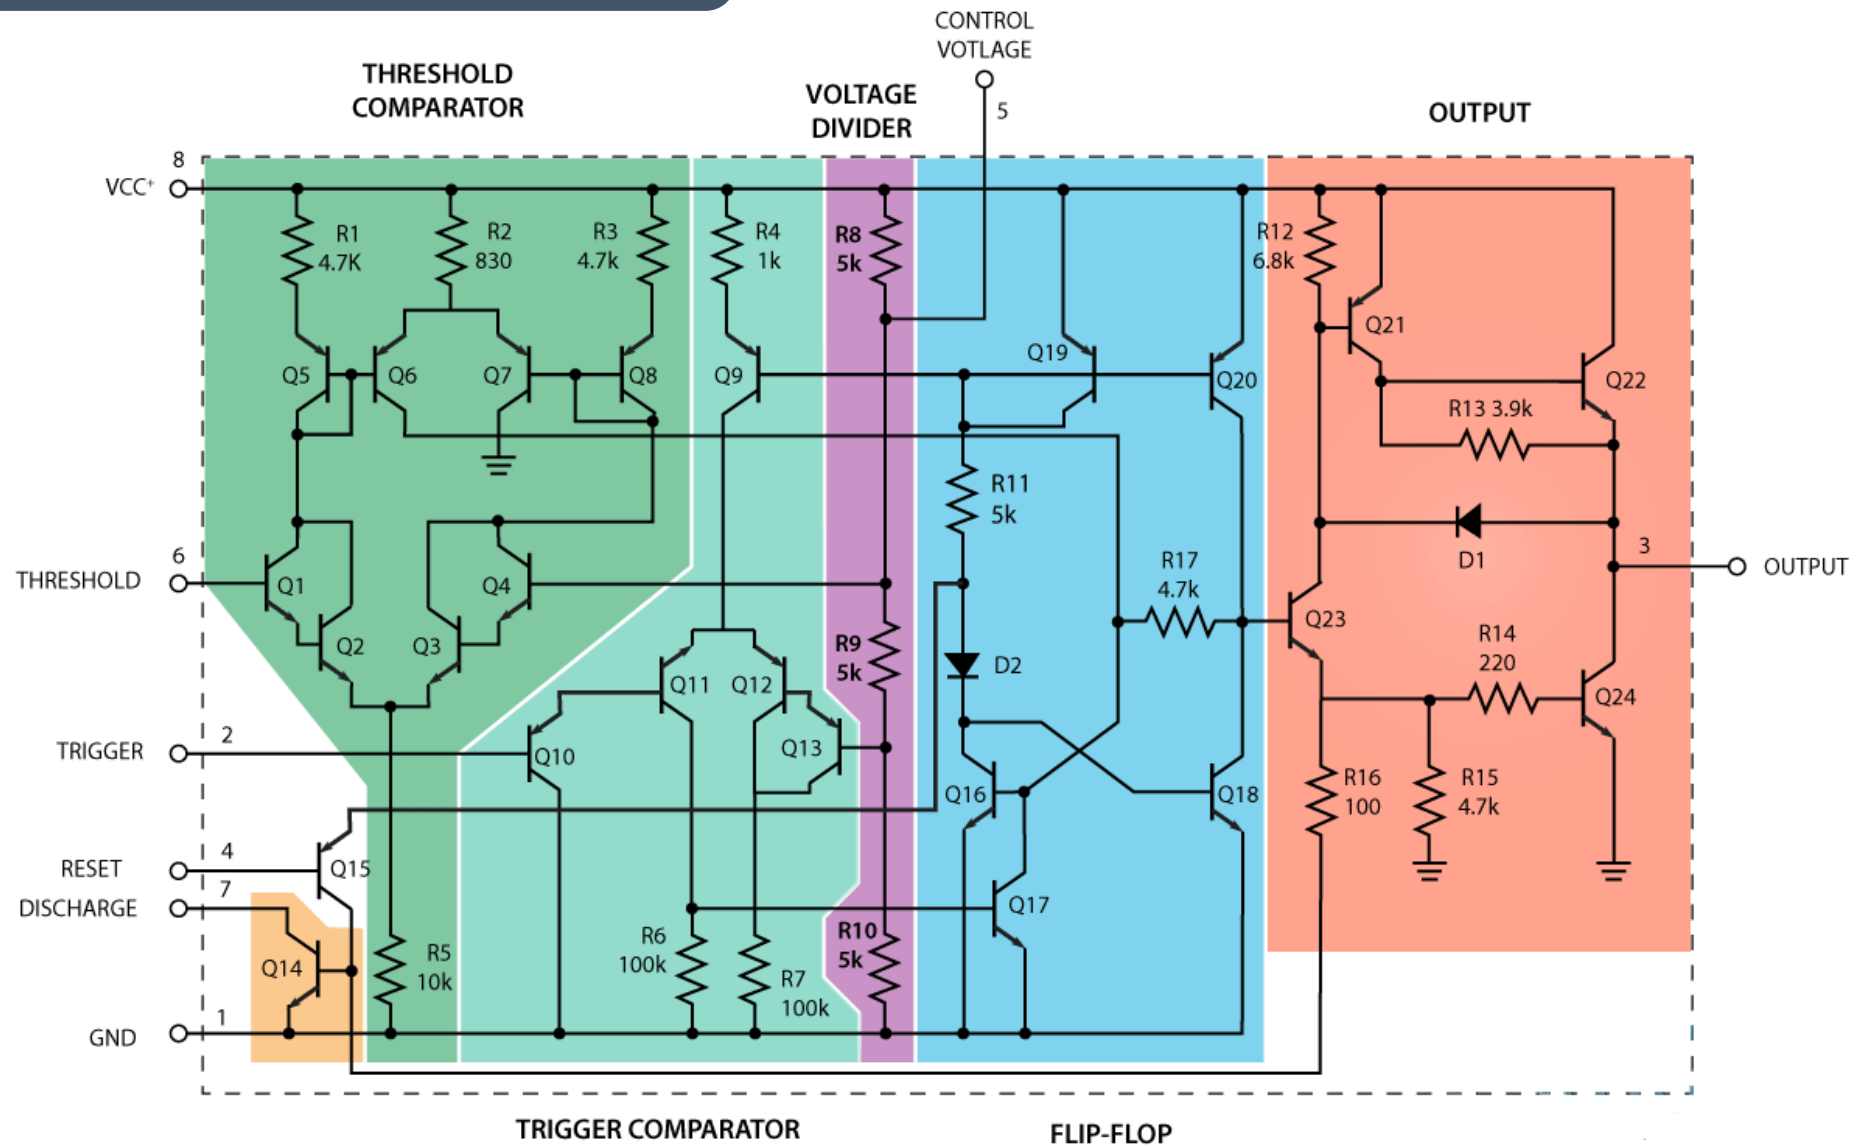 CONTROL
VOTLAGE
5
THRESHOLD
COMPARATOR
VOLTAGE
DIVIDER
OUTPUT
8
VCC+
R1
4.7K
R2
830
R3
4.7k
R4
1k
R8
5k
R12
6.8k
Q5
Q6
Q7
Q8
Q9
Q19
Q20
Q21
Q22
R13 3.9k
R11
5k
D1
6
THRESHOLD
Q1
Q2
Q3
Q4
R17
4.7k
Q23
3
OUTPUT
R9
5k
D2
R14
220
Q11
Q12
Q24
2
TRIGGER
Q10
Q13
Q16
Q18
R16
100
R15
4.7k
4
RESET
Q15
7
DISCHARGE
Q17
Q14
R5
10k
R6
100k
R7
100k
R10
5k
1
GND
TRIGGER COMPARATOR
FLIP-FLOP